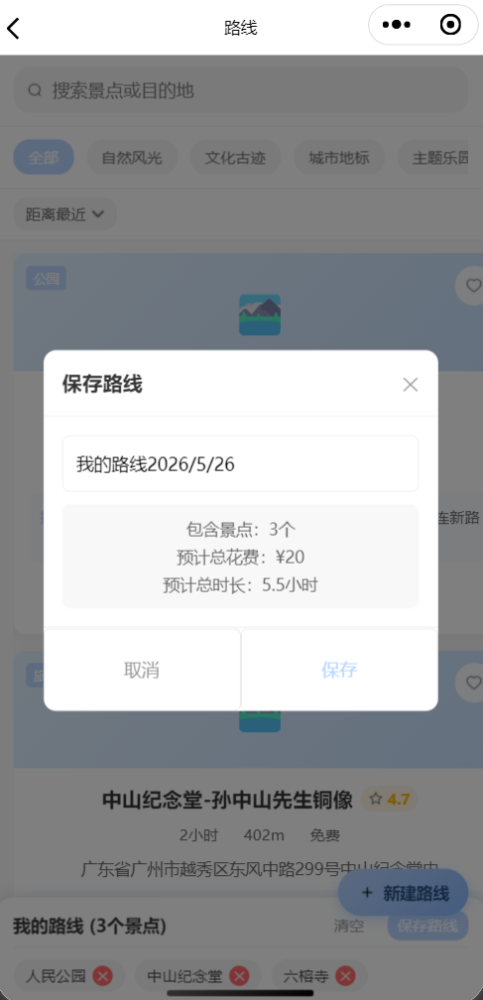 路线
搜索景点或目的地
全部 自然风光 文化古迹 城市地标 主题乐园
距离最近
公园
保存路线
我的路线2026/5/26
包含景点：3个
预计总花费：¥20
预计总时长：5.5小时
连新路
取消 保存
中山纪念堂-孙中山先生铜像 4.7
2小时 402m 免费
广东省广州市越秀区东风中路299号中山纪念堂内
+ 新建路线
我的路线 (3个景点) 清空 保存路线
人民公园 中山纪念堂 六榕寺